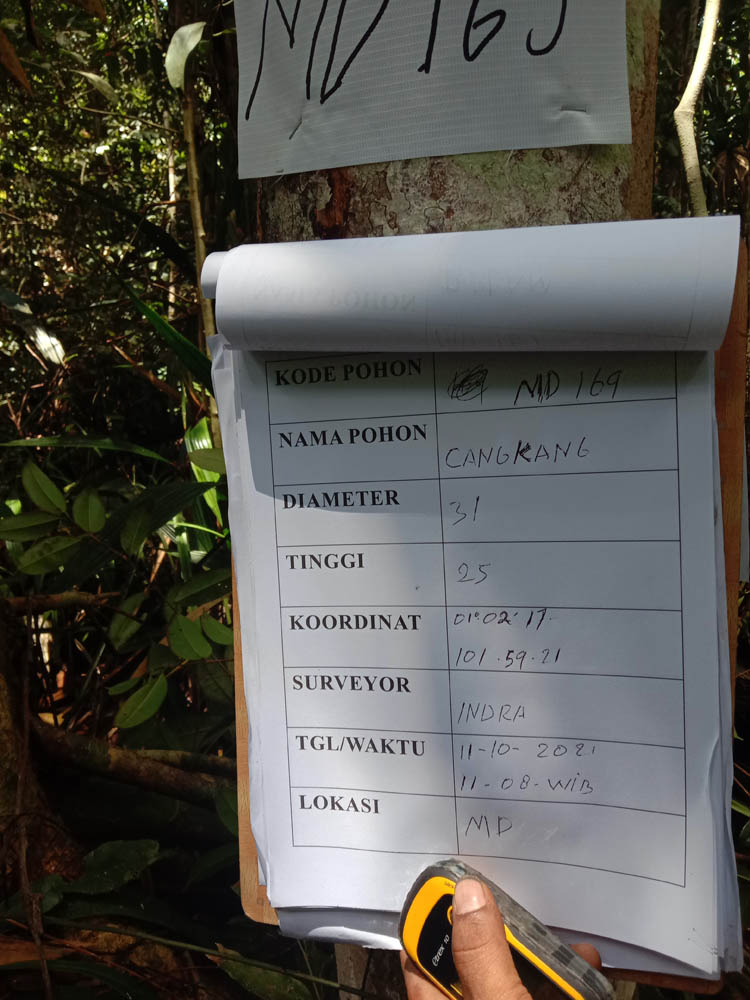 MD 169
KODE POHON MD 169
NAMA POHON CANGKANG
DIAMETER 31
TINGGI 25
KOORDINAT 01°02'17
101.59.21
SURVEYOR INDRA
TGL/WAKTU 11-10-2021
11-08-WIB
LOKASI MD
etrex 10